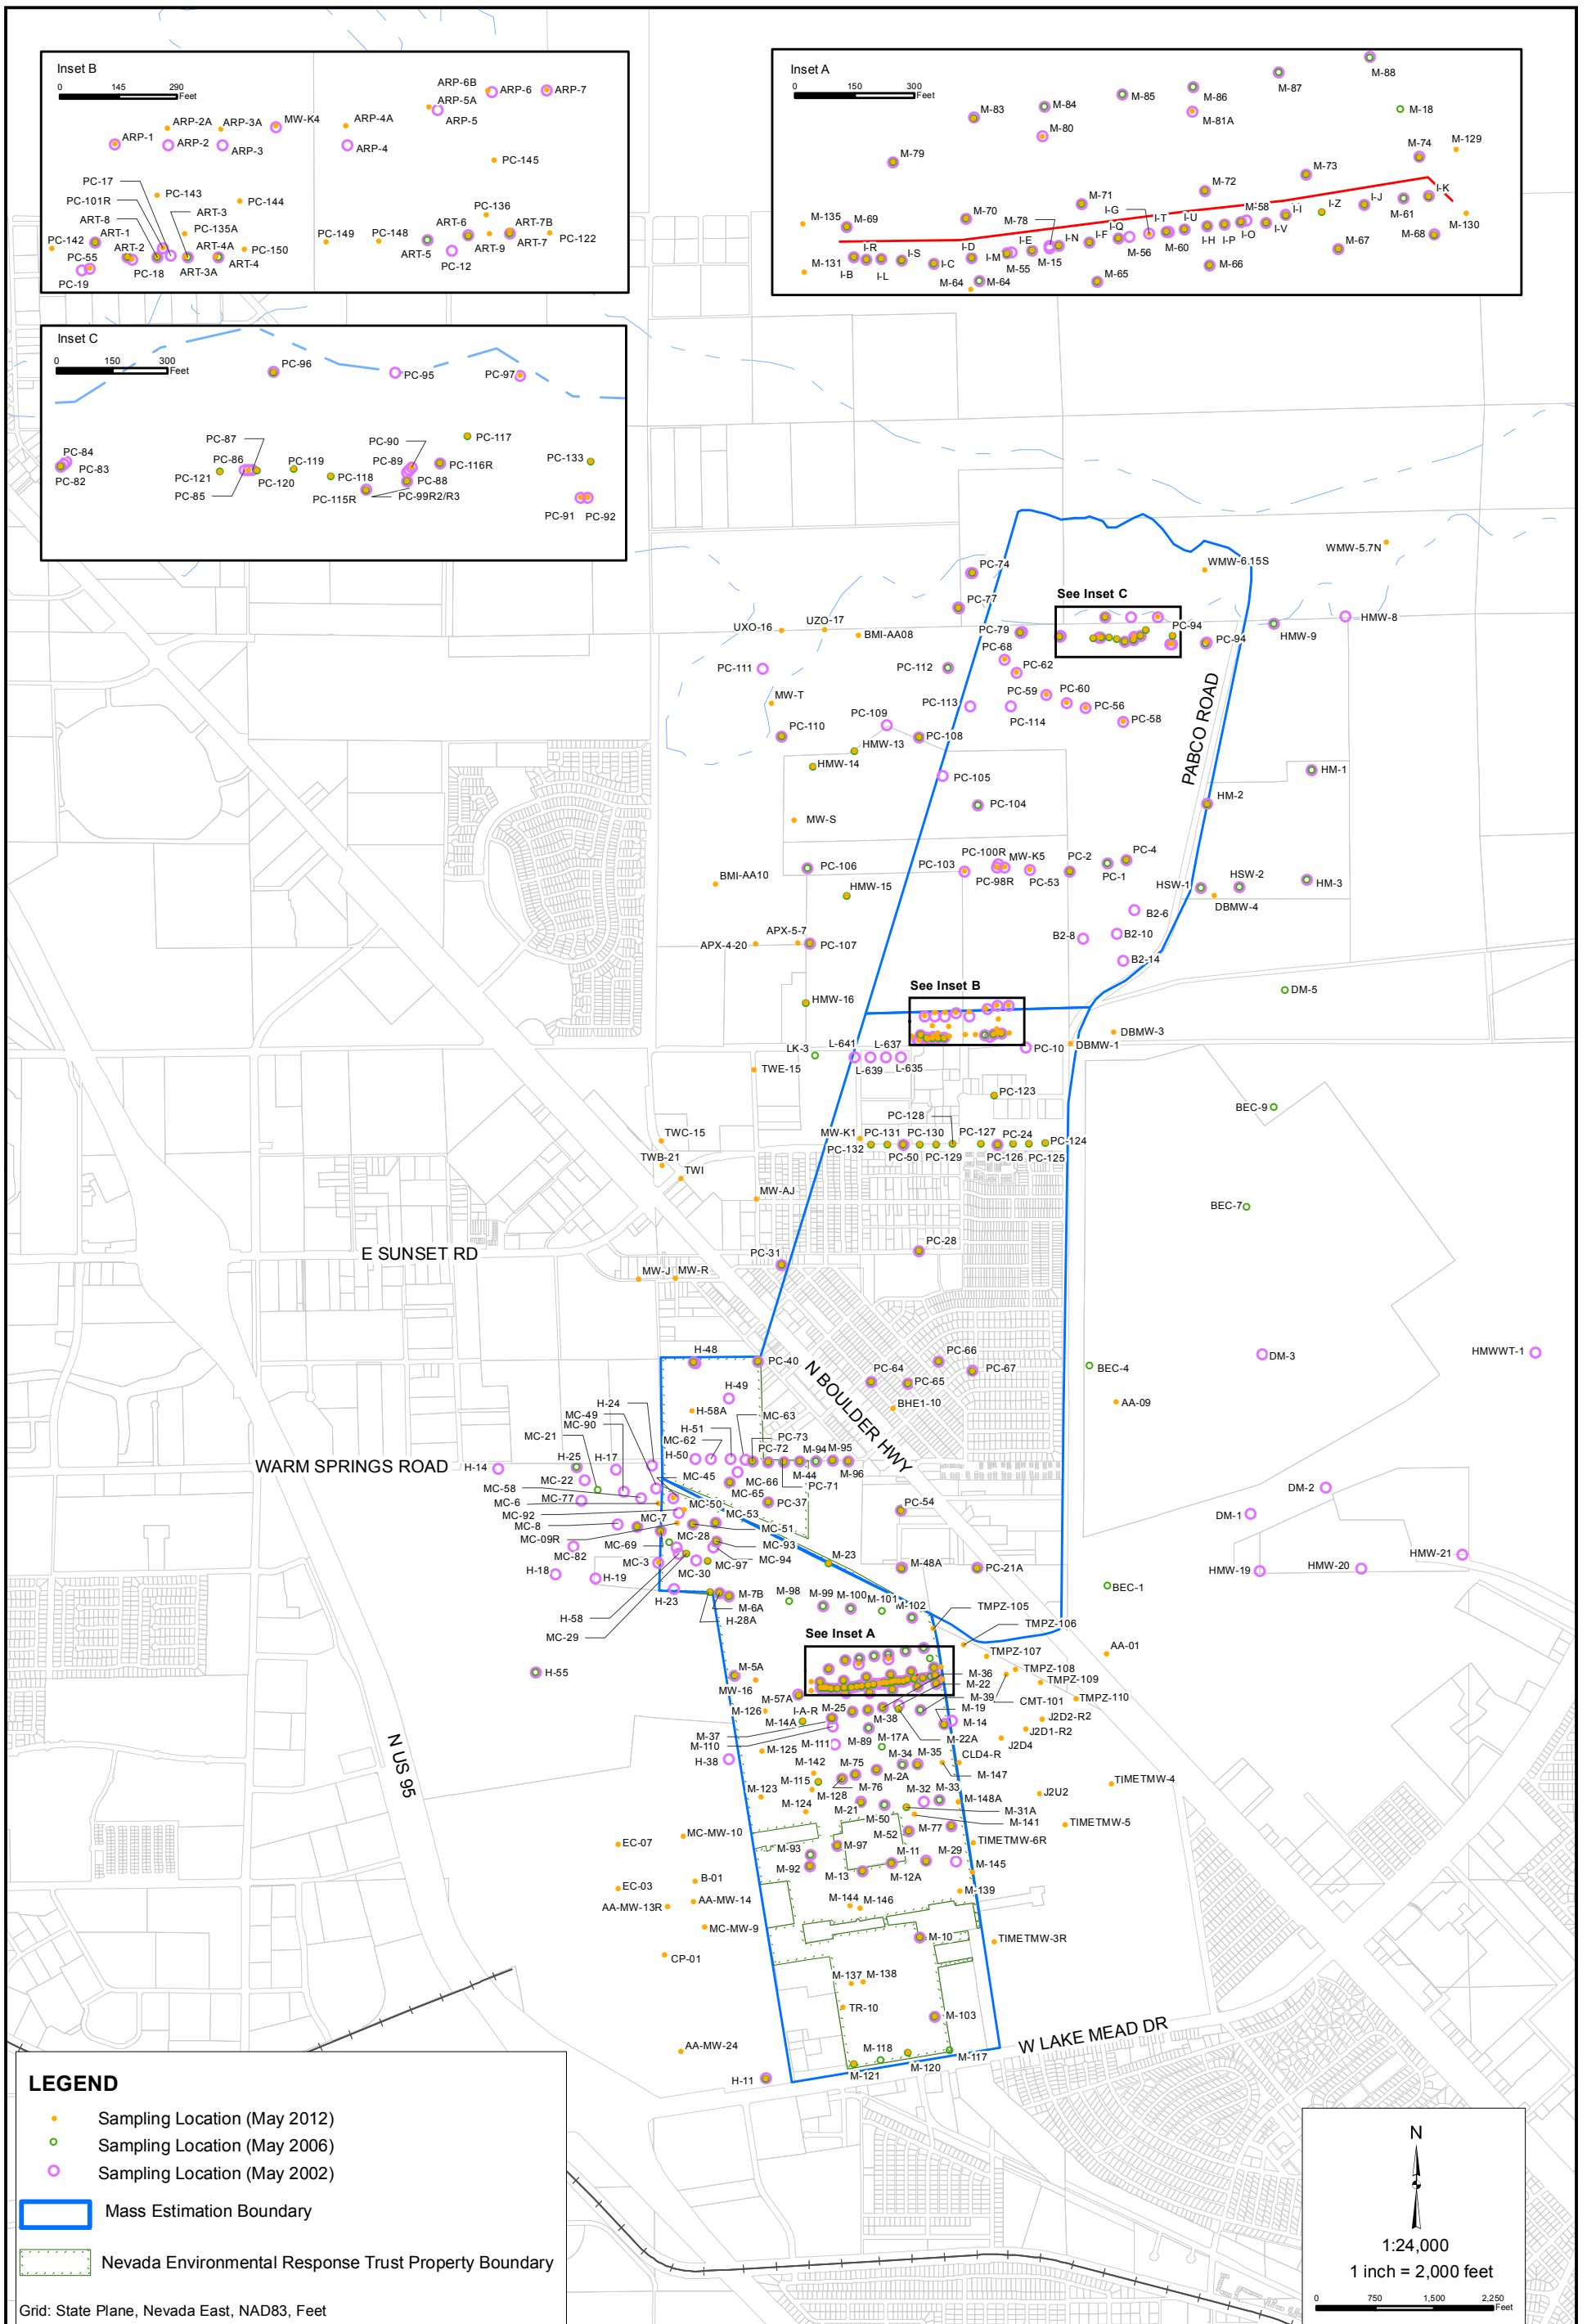 Inset B
0 145 290
Feet
ARP-6B
ARP-6
ARP-7
ARP-5A
ARP-5
ARP-2A
ARP-3A
MW-K4
ARP-4A
ARP-1
ARP-2
ARP-3
ARP-4
PC-145
PC-17
PC-143
PC-101R
PC-144
ART-8
ART-3
PC-136
ART-6
ART-7B
PC-142
ART-1
PC-135A
PC-149
PC-148
ART-9
ART-7
PC-122
PC-55
ART-2
ART-4A
PC-150
ART-5
PC-18
ART-3A
ART-4
PC-12
PC-19
Inset A
0 150 300
Feet
M-88
M-87
M-83
M-84
M-85
M-86
M-18
M-80
M-81A
M-129
M-74
M-79
M-73
M-72
M-71
I-K
I-G
I-Z
I-J
M-135
M-69
M-70
M-78
I-T
I-U
M-58
I-I
M-61
M-130
I-R
I-D
I-E
I-N
I-F
I-Q
I-H
I-P
I-O
I-V
M-68
M-131
I-B
I-L
I-S
I-C
I-M
M-55
M-15
M-56
M-60
M-67
M-64
M-64
M-65
M-66
Inset C
0 150 300
Feet
PC-96
PC-95
PC-97
PC-87
PC-90
PC-117
PC-84
PC-86
PC-119
PC-89
PC-116R
PC-133
PC-83
PC-121
PC-118
PC-88
PC-82
PC-85
PC-120
PC-115R
PC-99R2/R3
PC-91
PC-92
WMW-5.7N
WMW-6.15S
PC-74
See Inset C
PC-77
HMW-8
UXO-16
UZO-17
BMI-AA08
PC-79
PC-94
HMW-9
PC-94
PC-68
PC-111
PC-112
PC-62
MW-T
PC-59
PC-60
PC-113
PC-56
PC-109
PC-114
PC-58
PC-110
PC-108
PABCO ROAD
HMW-13
HMW-14
HM-1
PC-105
HM-2
PC-104
MW-S
PC-100R
MW-K5
PC-2
PC-4
PC-106
PC-103
PC-98R
PC-53
PC-1
HSW-1
HSW-2
HM-3
BMI-AA10
HMW-15
DBMW-4
B2-6
B2-8
B2-10
APX-4-20
APX-5-7
PC-107
B2-14
See Inset B
HMW-16
DM-5
DBMW-3
LK-3
L-641
L-637
PC-10
DBMW-1
L-639
L-635
TWE-15
PC-123
BEC-9
PC-128
TWC-15
MW-K1
PC-131
PC-130
PC-127
PC-24
PC-124
PC-132
PC-50
PC-129
PC-126
PC-125
TWB-21
TWI
MW-AJ
BEC-7
E SUNSET RD
PC-31
PC-28
MW-J
MW-R
DM-3
HMWWT-1
H-48
PC-40
PC-66
BEC-4
N BOULDER HWY
PC-64
PC-67
PC-65
H-49
AA-09
H-24
H-58A
MC-63
BHE1-10
MC-49
H-51
MC-90
MC-62
PC-73
MC-21
PC-72
M-94
M-95
WARM SPRINGS ROAD
H-14
H-25
H-17
H-50
MC-22
MC-45
MC-66
M-44
PC-71
M-96
DM-2
MC-58
MC-65
MC-6
MC-77
MC-50
PC-37
PC-54
DM-1
MC-92
MC-53
MC-8
MC-7
MC-51
MC-09R
MC-28
MC-93
MC-69
MC-94
M-23
M-48A
PC-21A
HMW-19
HMW-20
HMW-21
MC-82
MC-3
MC-97
H-18
H-19
MC-30
BEC-1
H-23
M-7B
M-98
M-99
M-100
M-101
M-102
M-6A
H-58
H-28A
TMPZ-105
MC-29
TMPZ-106
See Inset A
AA-01
TMPZ-107
H-55
M-5A
M-36
TMPZ-108
MW-16
M-22
TMPZ-109
M-57A
M-39
CMT-101
TMPZ-110
M-126
I-A-R
M-25
M-19
M-14A
M-38
M-14
J2D2-R2
M-37
M-89
M-17A
M-22A
J2D1-R2
M-110
M-111
J2D4
M-125
M-34
M-35
CLD4-R
H-38
M-142
M-75
M-2A
M-147
M-115
M-76
M-32
M-33
TIMETMW-4
M-123
M-128
M-148A
J2U2
M-124
M-21
M-50
M-31A
M-141
TIMETMW-5
MC-MW-10
M-52
M-77
EC-07
M-93
M-97
TIMETMW-6R
M-11
M-29
M-92
M-13
M-12A
M-145
B-01
EC-03
M-139
AA-MW-14
M-144
M-146
AA-MW-13R
MC-MW-9
M-10
TIMETMW-3R
CP-01
N US 95
M-137
M-138
TR-10
M-103
W LAKE MEAD DR
AA-MW-24
M-118
M-117
M-120
M-121
H-11
LEGEND
Sampling Location (May 2012)
Sampling Location (May 2006)
Sampling Location (May 2002)
Mass Estimation Boundary
Nevada Environmental Response Trust Property Boundary
Grid: State Plane, Nevada East, NAD83, Feet
N
1:24,000
1 inch = 2,000 feet
0 750 1,500 2,250
Feet